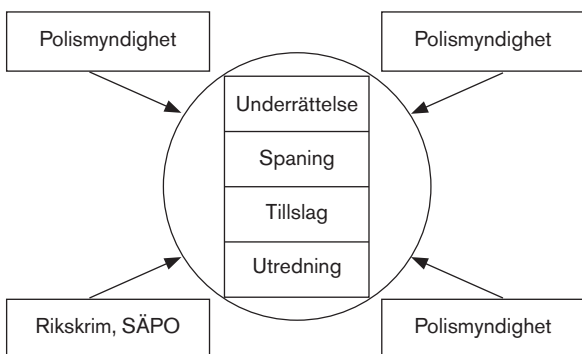 Polismyndighet
Polismyndighet
Underrättelse
Spaning
Tillslag
Utredning
Rikskrim, SÄPO
Polismyndighet